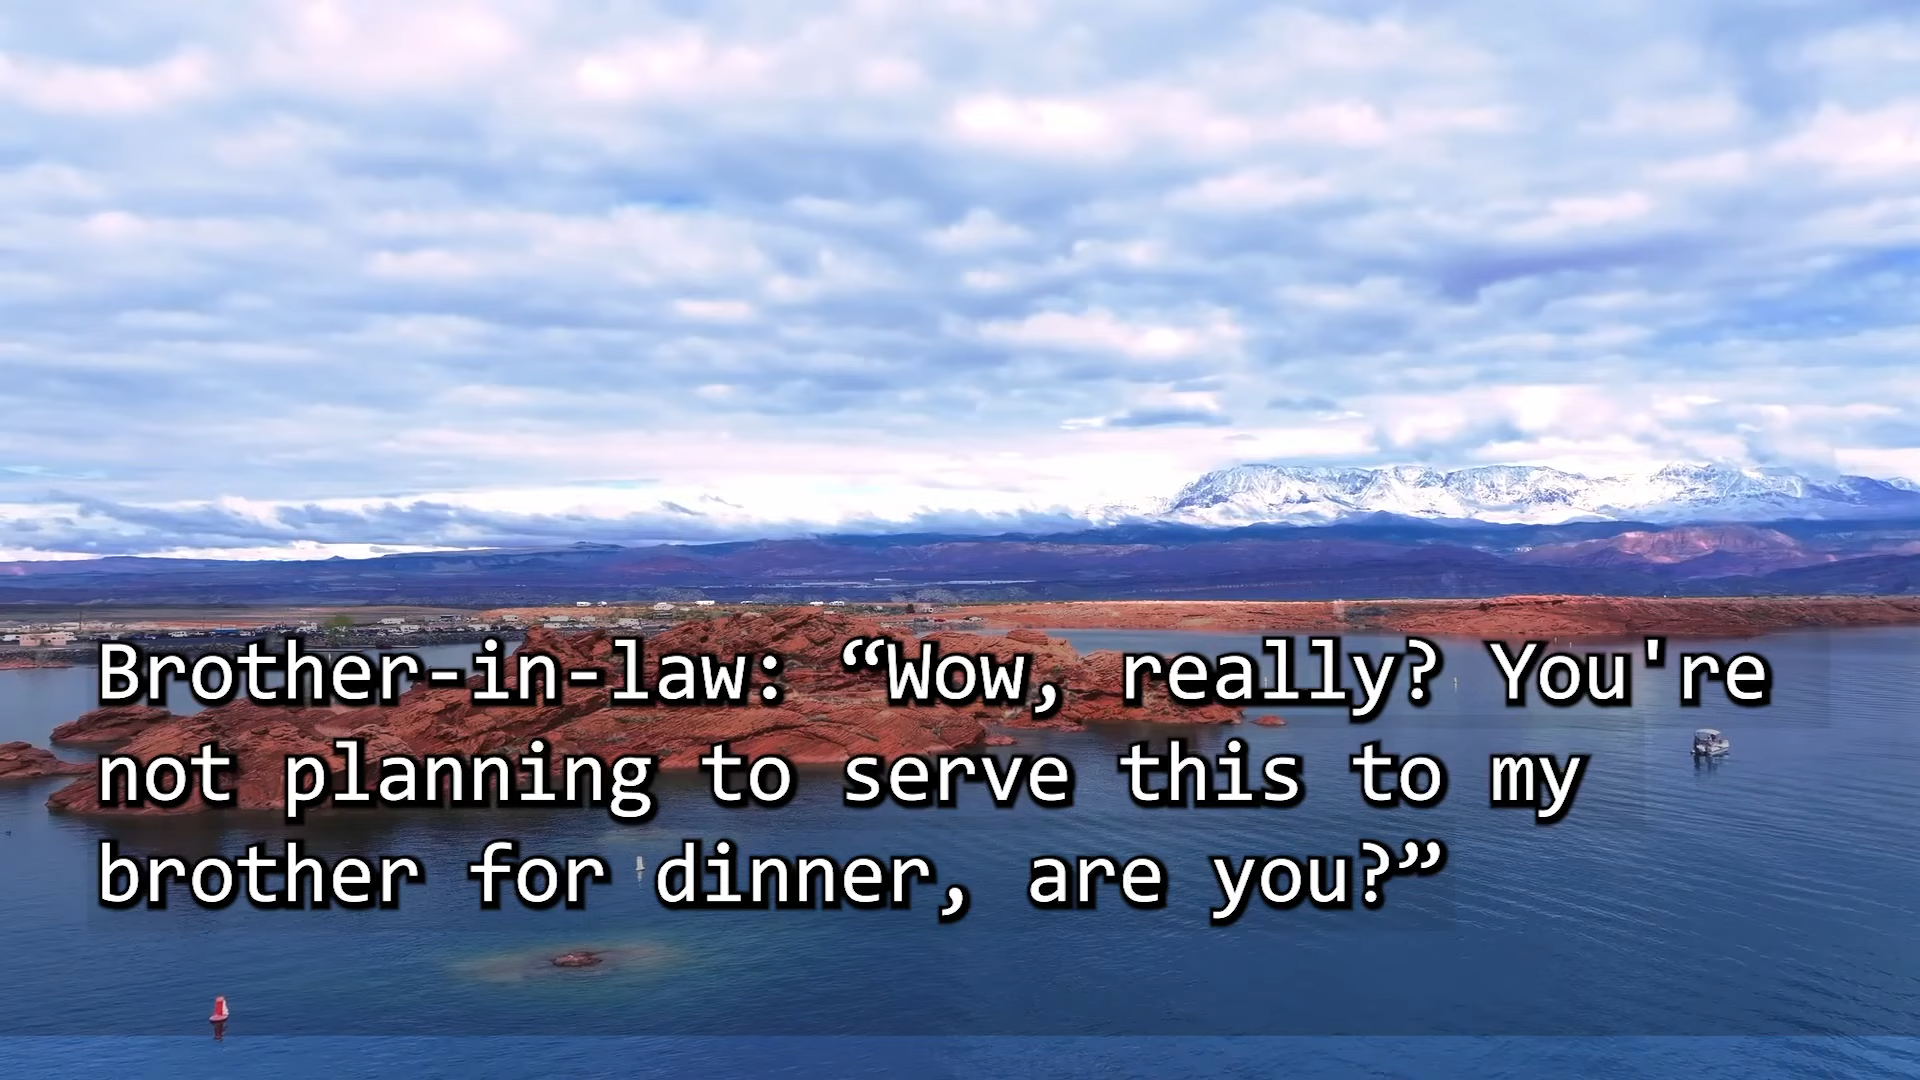 Brother-in-law: “Wow, really? You're
not planning to serve this to my
brother for dinner, are you?”